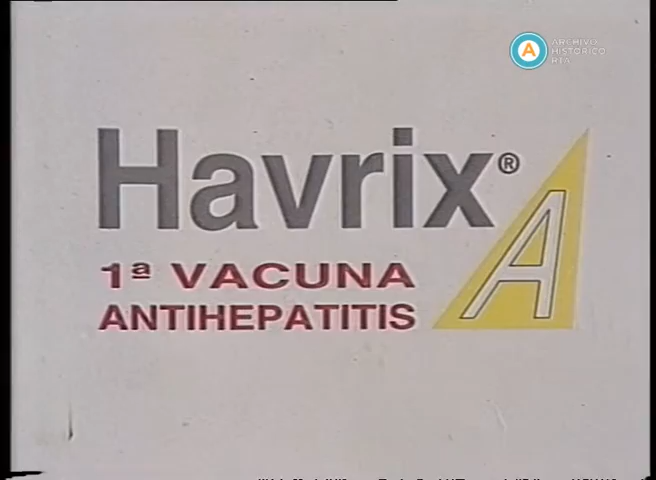 A
ARCHIVO
HISTÓRICO
RTA
Havrix®
1ª VACUNA
ANTIHEPATITIS
A